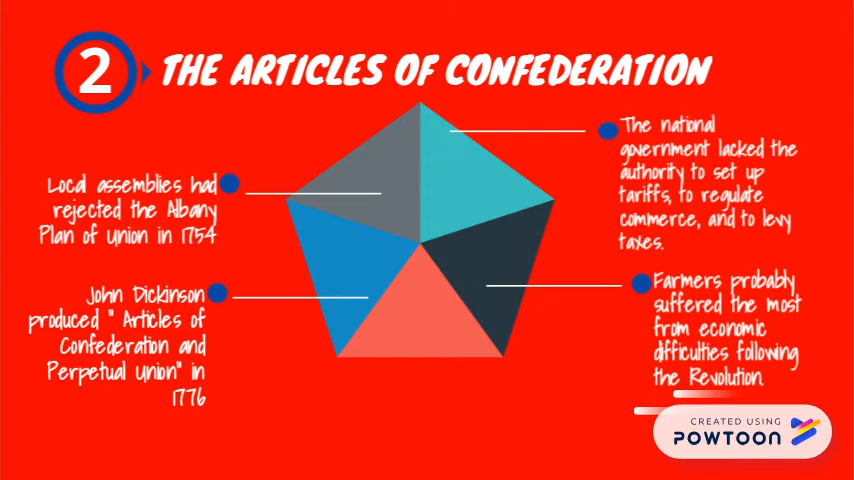 2
THE ARTICLES OF CONFEDERATION
Local assemblies had
rejected the Albany
Plan of Union in 1754
John Dickinson
produced " Articles of
Confederation and
Perpetual Union" in
1776
The national
government lacked the
authority to set up
tariffs, to regulate
commerce, and to levy
taxes.
Farmers probably
suffered the most
from economic
difficulties following
the Revolution.
CREATED USING
POWTOON